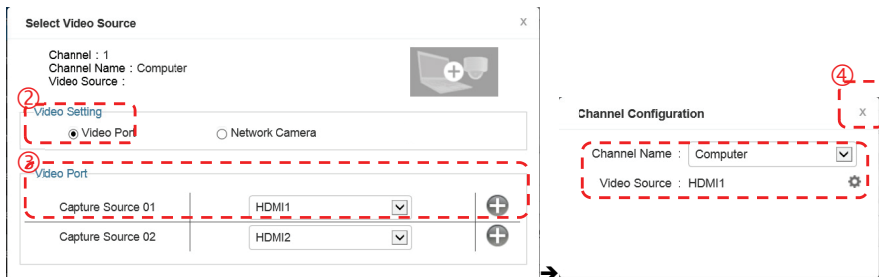 Select Video Source x
Channel : 1
Channel Name : Computer
Video Source :
②
Video Setting
Video Port Network Camera
③
Video Port
Capture Source 01 HDMI1
Capture Source 02 HDMI2
➔
④
Channel Configuration x
Channel Name : Computer
Video Source : HDMI1